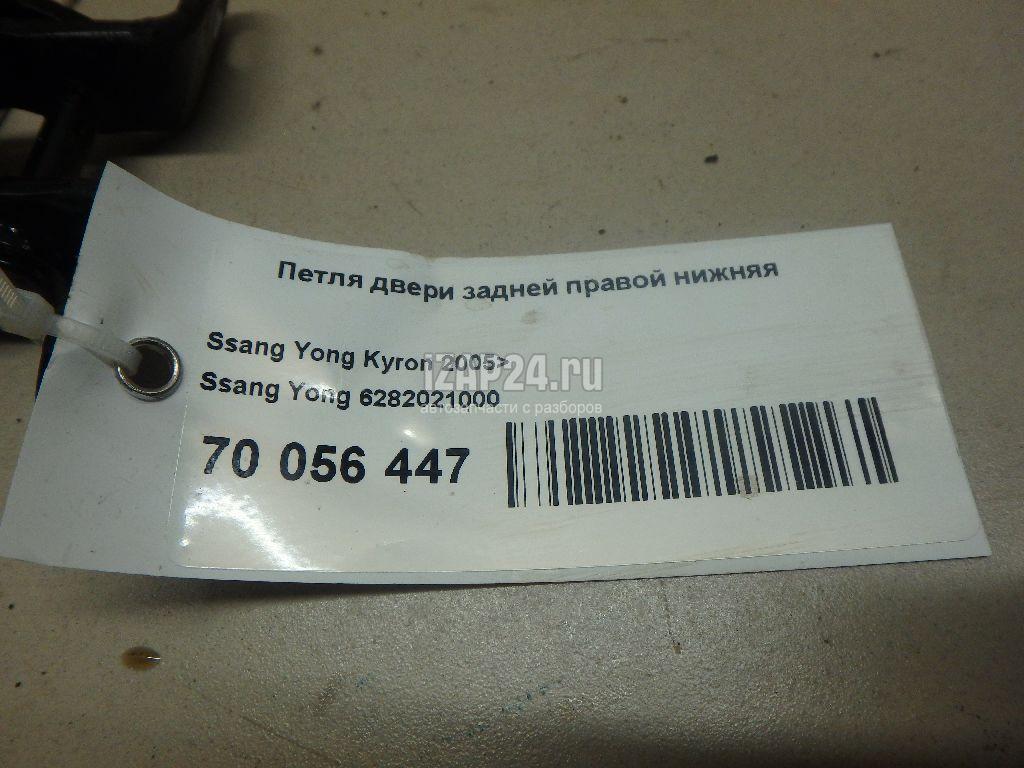 Петля двери задней правой нижняя
Ssang Yong Kyron 2005>
Ssang Yong 6282021000
70 056 447
iZAP24.ru
автозапчасти с разборов